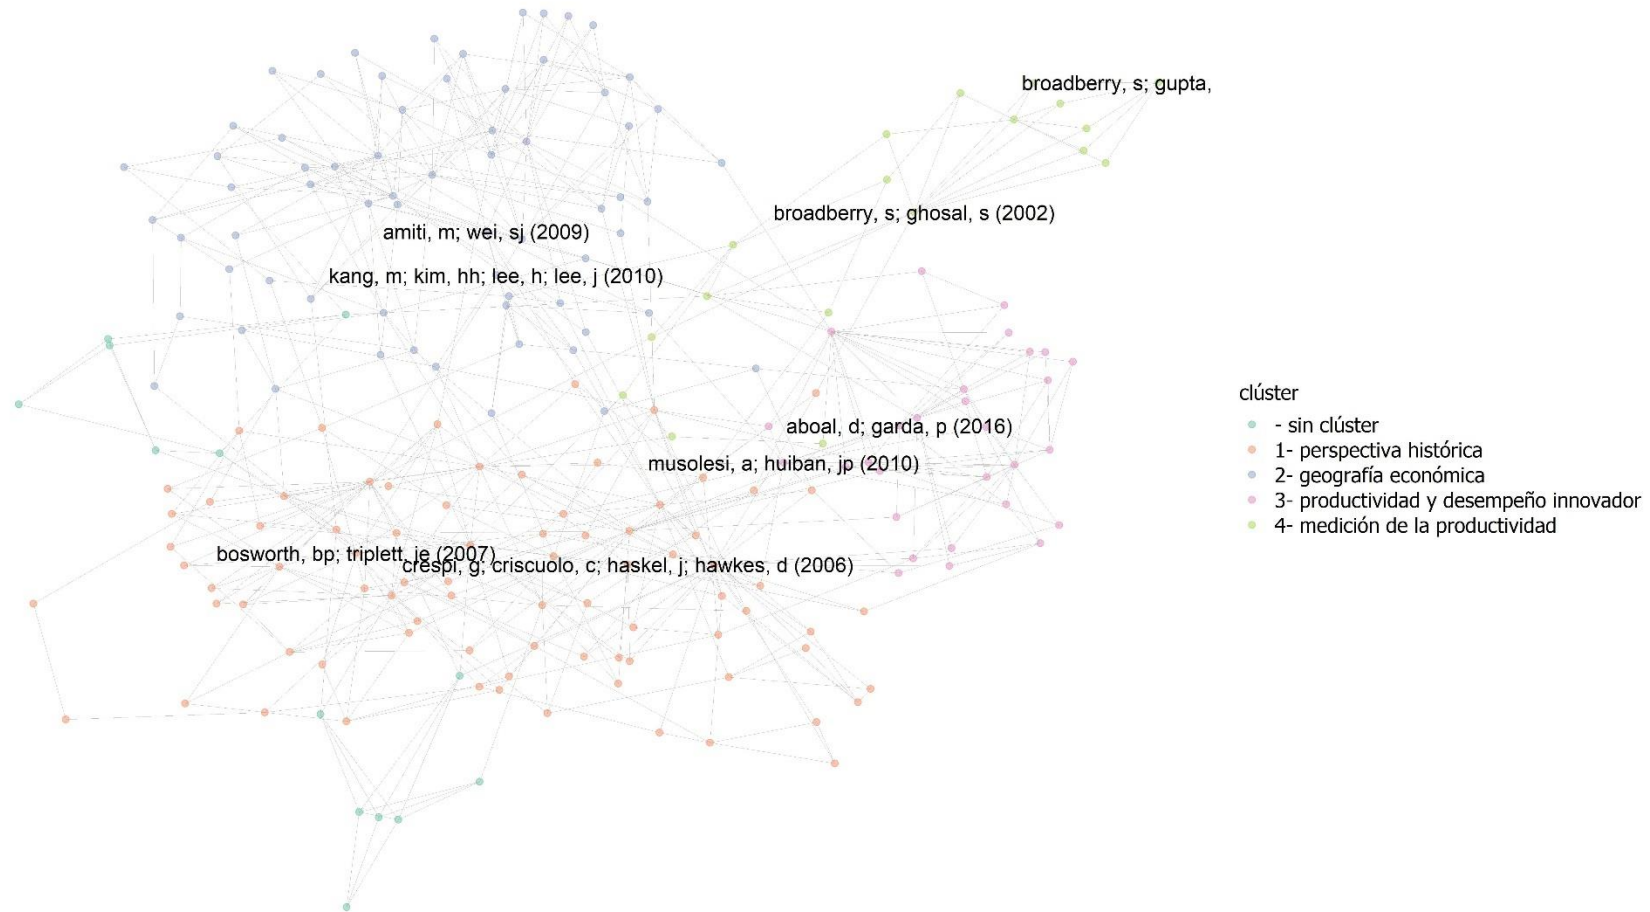 broadberry, s; gupta,
broadberry, s; ghosal, s (2002)
amiti, m; wei, sj (2009)
kang, m; kim, hh; lee, h; lee, j (2010)
aboal, d; garda, p (2016)
musolesi, a; huiban, jp (2010)
bosworth, bp; triplett, je (2007)
crespi, g; criscuolo, c; haskel, j; hawkes, d (2006)
clúster
- sin clúster
1- perspectiva histórica
2- geografía económica
3- productividad y desempeño innovador
4- medición de la productividad